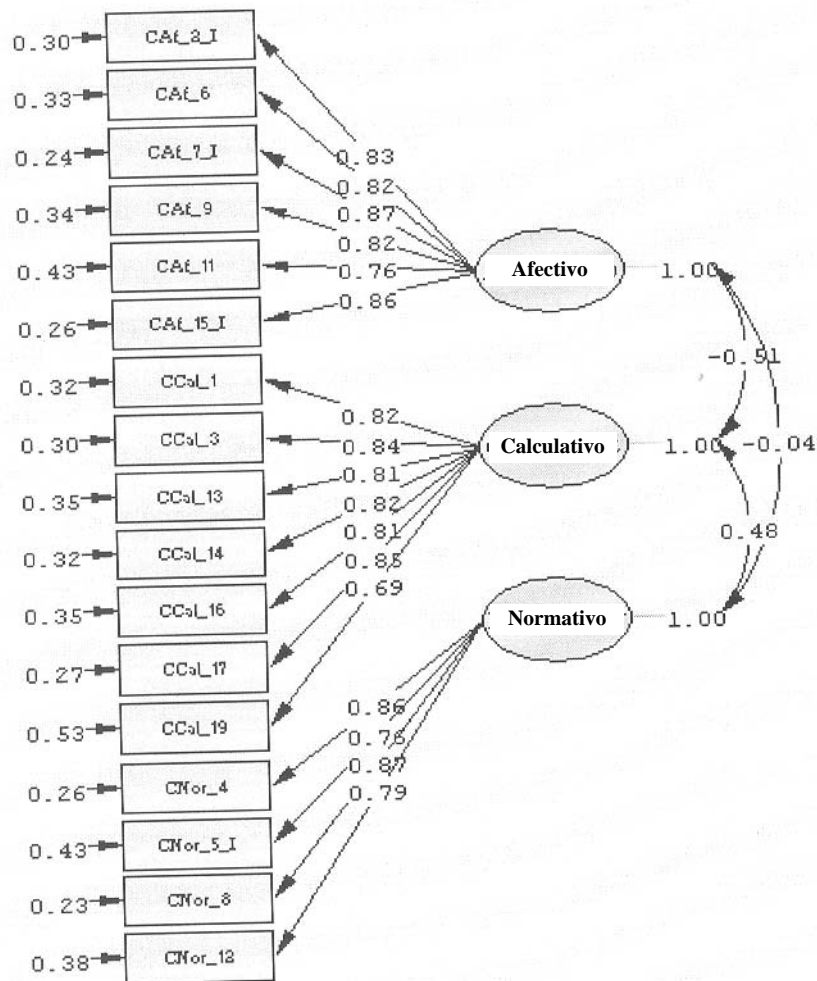 0.30 CAf_2_I
0.33 CAf_6
0.24 CAf_7_I
0.34 CAf_9
0.43 CAf_11
0.26 CAf_15_I
0.32 CCal_1
0.30 CCal_3
0.35 CCal_13
0.32 CCal_14
0.35 CCal_16
0.27 CCal_17
0.53 CCal_19
0.26 CNor_4
0.43 CNor_5_I
0.23 CNor_8
0.38 CNor_12
0.83
0.82
0.87
0.82
0.76
0.86
0.82
0.84
0.81
0.82
0.81
0.85
0.69
0.86
0.76
0.87
0.79
Afectivo 1.00
Calculativo 1.00
Normativo 1.00
-0.51
-0.04
0.48